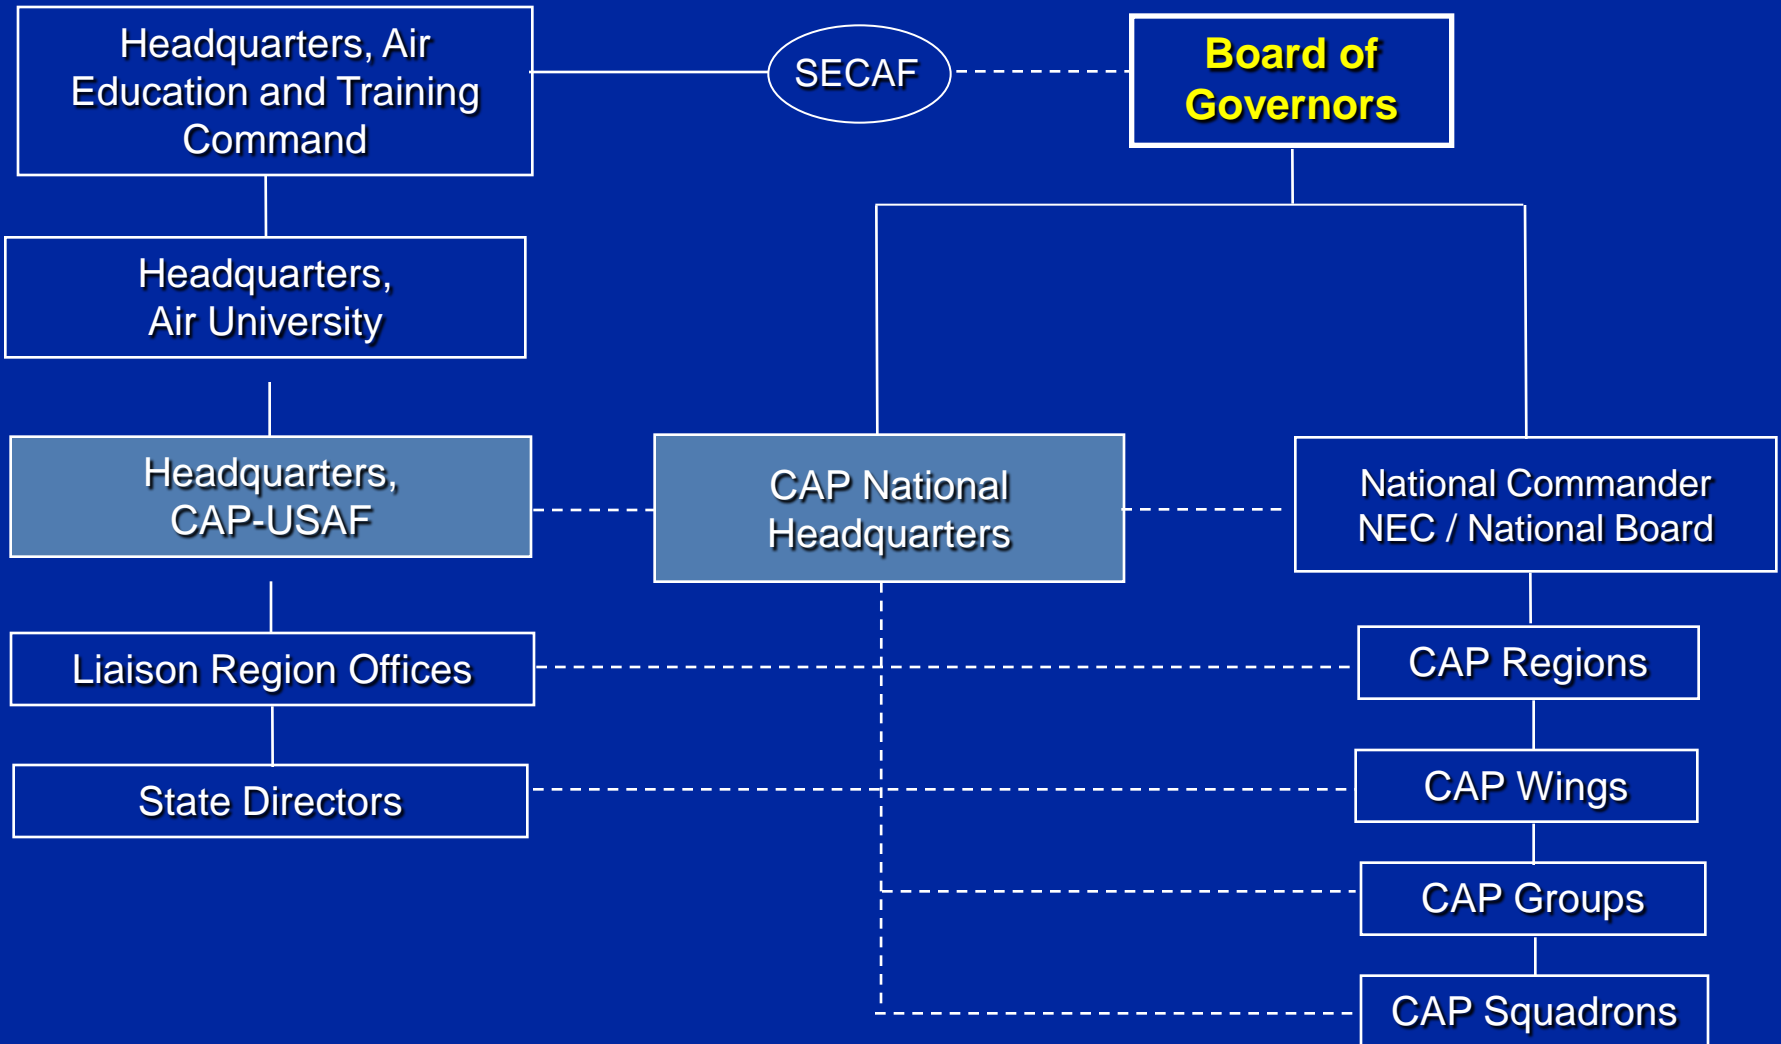 Headquarters, Air
Education and Training
Command
SECAF
Board of
Governors
Headquarters,
Air University
Headquarters,
CAP-USAF
CAP National
Headquarters
National Commander
NEC / National Board
Liaison Region Offices
CAP Regions
State Directors
CAP Wings
CAP Groups
CAP Squadrons